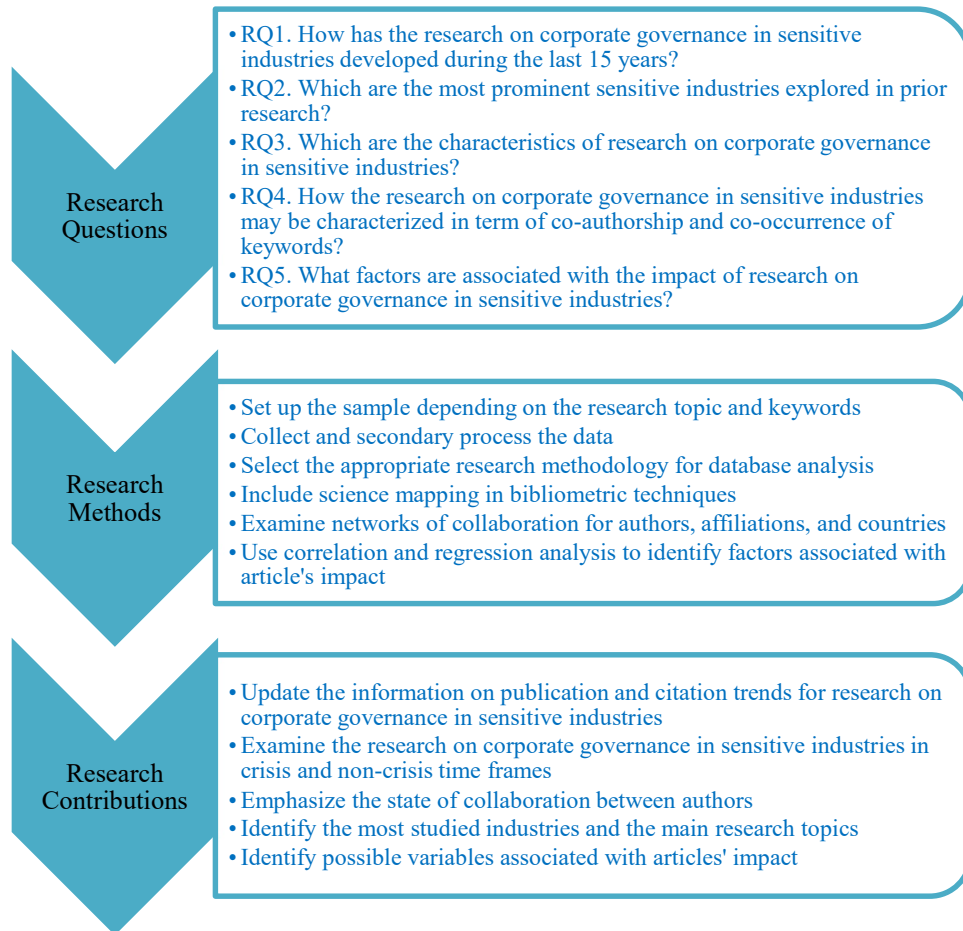 Research
Questions
• RQ1. How has the research on corporate governance in sensitive
industries developed during the last 15 years?
• RQ2. Which are the most prominent sensitive industries explored in prior
research?
• RQ3. Which are the characteristics of research on corporate governance
in sensitive industries?
• RQ4. How the research on corporate governance in sensitive industries
may be characterized in term of co-authorship and co-occurrence of
keywords?
• RQ5. What factors are associated with the impact of research on
corporate governance in sensitive industries?
Research
Methods
• Set up the sample depending on the research topic and keywords
• Collect and secondary process the data
• Select the appropriate research methodology for database analysis
• Include science mapping in bibliometric techniques
• Examine networks of collaboration for authors, affiliations, and countries
• Use correlation and regression analysis to identify factors associated with
article's impact
Research
Contributions
• Update the information on publication and citation trends for research on
corporate governance in sensitive industries
• Examine the research on corporate governance in sensitive industries in
crisis and non-crisis time frames
• Emphasize the state of collaboration between authors
• Identify the most studied industries and the main research topics
• Identify possible variables associated with articles' impact